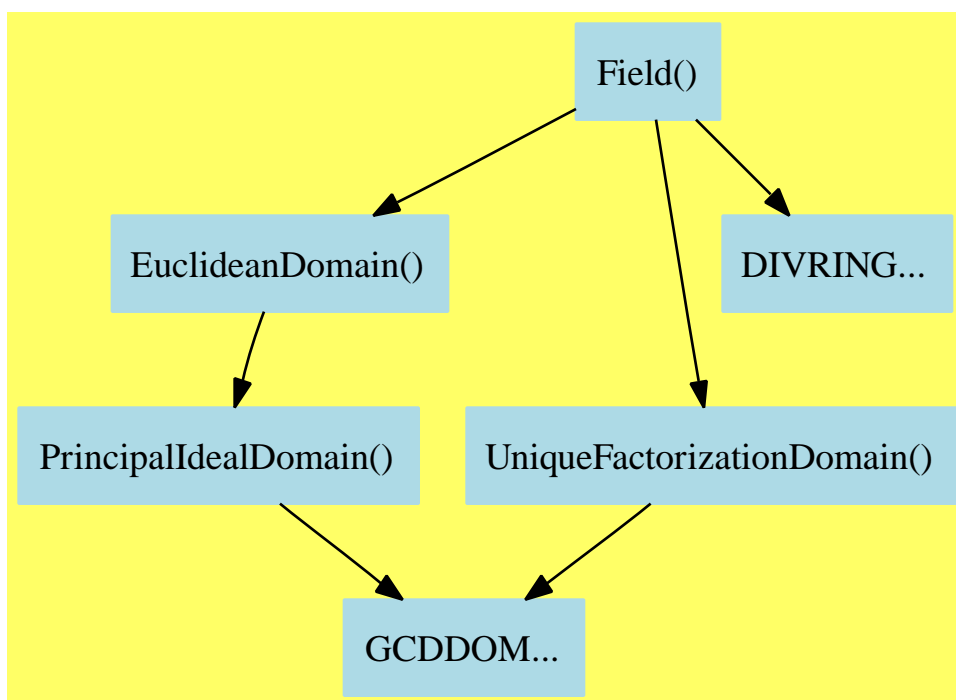 Field()
EuclideanDomain()
DIVRING...
PrincipalIdealDomain()
UniqueFactorizationDomain()
GCDDOM...